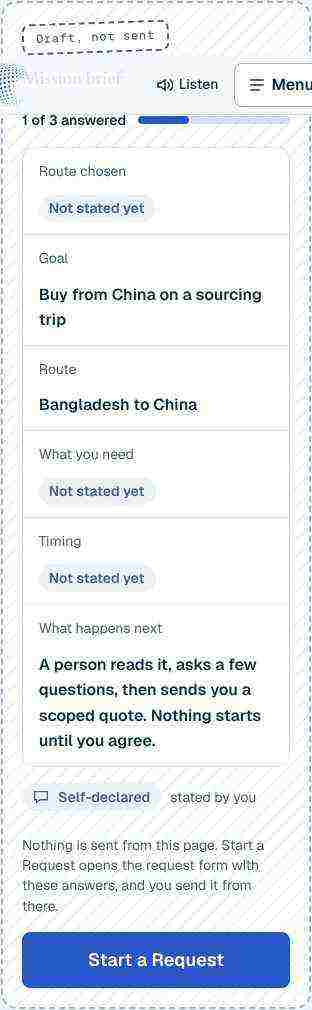 Draft, not sent
Mission brief
Listen
Menu
1 of 3 answered
Route chosen
Not stated yet
Goal
Buy from China on a sourcing
trip
Route
Bangladesh to China
What you need
Not stated yet
Timing
Not stated yet
What happens next
A person reads it, asks a few
questions, then sends you a
scoped quote. Nothing starts
until you agree.
Self-declared stated by you
Nothing is sent from this page. Start a
Request opens the request form with
these answers, and you send it from
there.
Start a Request